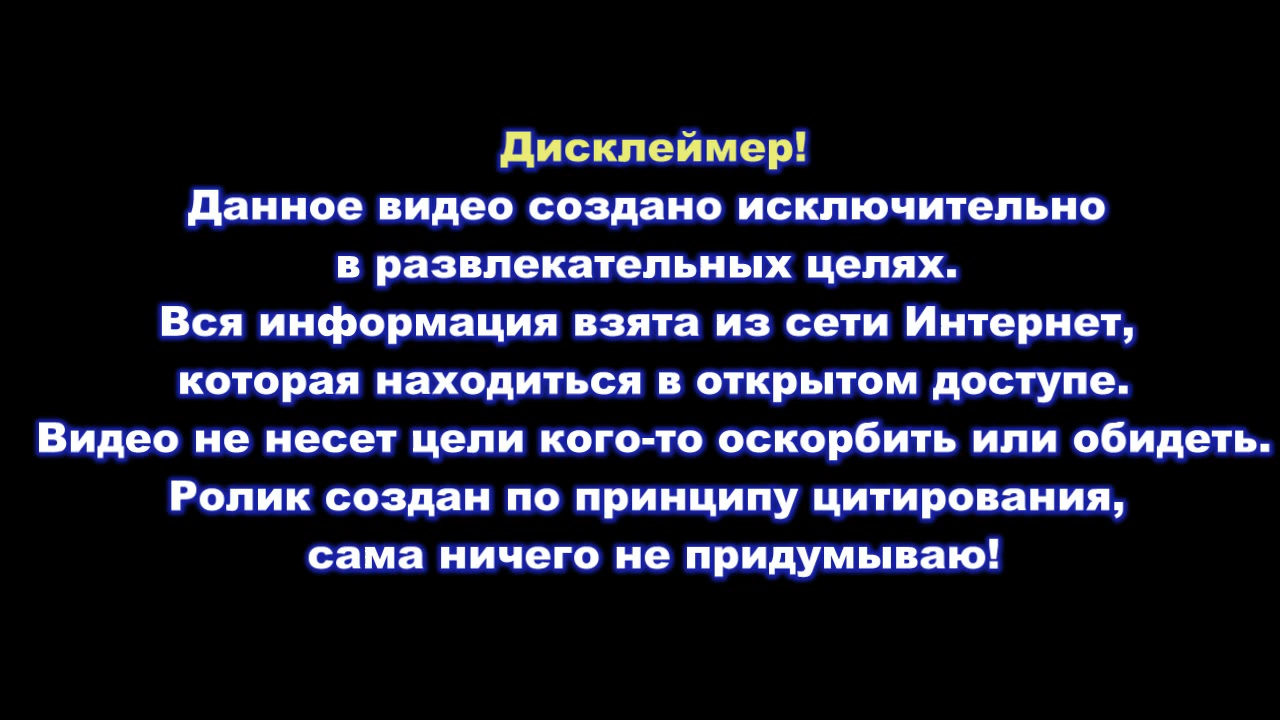 Дисклеймер!
Данное видео создано исключительно
в развлекательных целях.
Вся информация взята из сети Интернет,
которая находиться в открытом доступе.
Видео не несет цели кого-то оскорбить или обидеть.
Ролик создан по принципу цитирования,
сама ничего не придумываю!